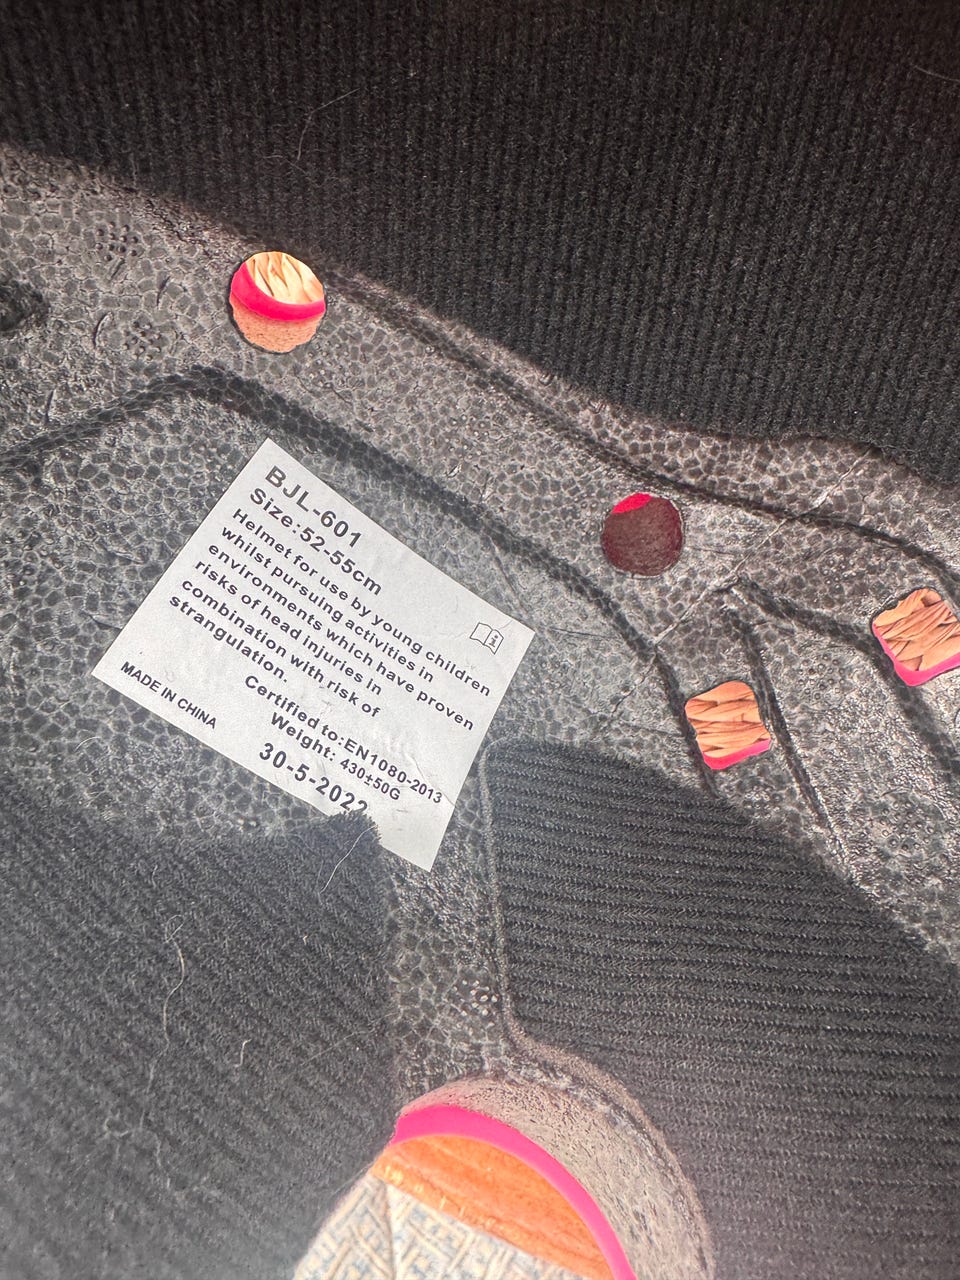 BJL-601
Size:52-55cm
Helmet for use by young children
whilst pursuing activities in
environments which have proven
risks of head injuries in
combination with risk of
strangulation.
Certified to:EN1080-2013
Weight: 430±50G
MADE IN CHINA
30-5-2022